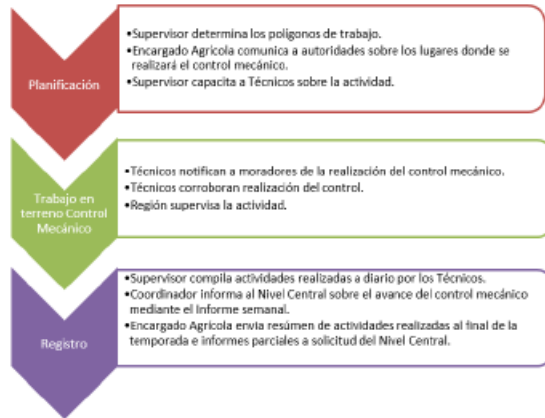 Planificación
•Supervisor determina los polígonos de trabajo.
•Encargado Agrícola comunica a autoridades sobre los lugares donde se
realizará el control mecánico.
•Supervisor capacita a Técnicos sobre la actividad.
Trabajo en
terreno Control
Mecánico
•Técnicos notifican a moradores de la realización del control mecánico.
•Técnicos corroboran realización del control.
•Región supervisa la actividad.
Registro
•Supervisor compila actividades realizadas a diario por los Técnicos.
•Coordinador informa al Nivel Central sobre el avance del control mecánico
mediante el Informe semanal.
•Encargado Agrícola envia resúmen de actividades realizadas al final de la
temporada e informes parciales a solicitud del Nivel Central.